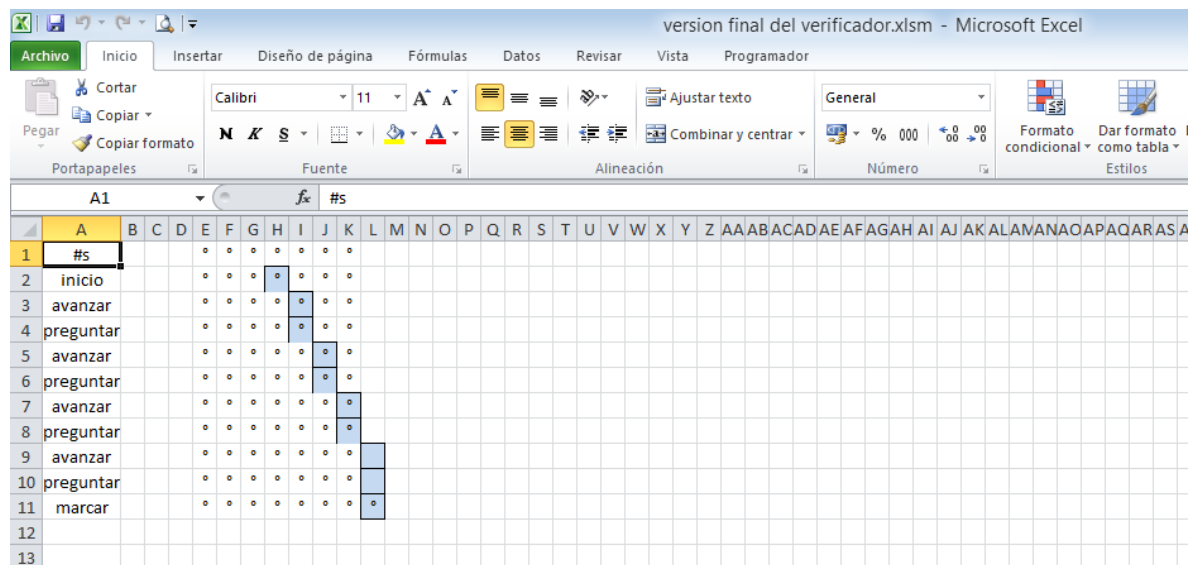 version final del verificador.xlsm - Microsoft Excel
Archivo Inicio Insertar Diseño de página Fórmulas Datos Revisar Vista Programador
Cortar
Copiar
Copiar formato
Pegar
Portapapeles
Calibri 11 A A
N K S A
Fuente
Ajustar texto
Combinar y centrar
Alineación
General
% 000
Número
Formato condicional
Dar formato como tabla
Estilos
A1 fx #s
A B C D E F G H I J K L M N O P Q R S T U V W X Y Z AA AB AC AD AE AF AG AH AI AJ AK AL AM AN AO AP AQ AR AS A
1 #s ° ° ° ° ° ° °
2 inicio ° ° ° ° ° ° °
3 avanzar ° ° ° ° ° ° °
4 preguntar ° ° ° ° ° ° °
5 avanzar ° ° ° ° ° ° °
6 preguntar ° ° ° ° ° ° °
7 avanzar ° ° ° ° ° ° °
8 preguntar ° ° ° ° ° ° °
9 avanzar ° ° ° ° ° ° °
10 preguntar ° ° ° ° ° ° °
11 marcar ° ° ° ° ° ° ° °
12
13